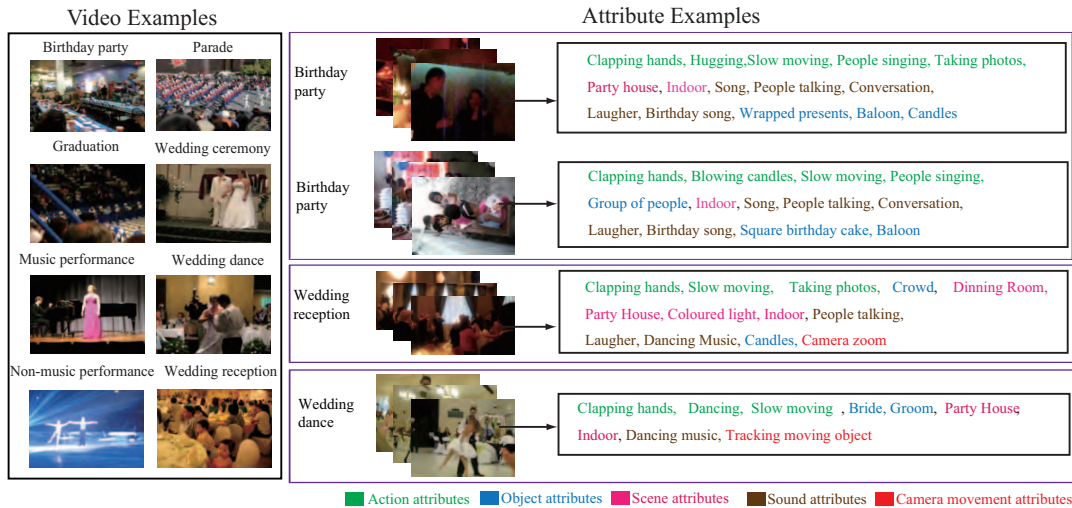 Video Examples
Attribute Examples
Birthday party
Parade
Graduation
Wedding ceremony
Music performance
Wedding dance
Non-music performance
Wedding reception
Birthday
party
Clapping hands, Hugging,Slow moving, People singing, Taking photos,
Party house, Indoor, Song, People talking, Conversation,
Laugher, Birthday song, Wrapped presents, Baloon, Candles
Birthday
party
Clapping hands, Blowing candles, Slow moving, People singing,
Group of people, Indoor, Song, People talking, Conversation,
Laugher, Birthday song, Square birthday cake, Baloon
Wedding
reception
Clapping hands, Slow moving, Taking photos, Crowd, Dinning Room,
Party House, Coloured light, Indoor, People talking,
Laugher, Dancing Music, Candles, Camera zoom
Wedding
dance
Clapping hands, Dancing, Slow moving , Bride, Groom, Party House,
Indoor, Dancing music, Tracking moving object
Action attributes
Object attributes
Scene attributes
Sound attributes
Camera movement attributes